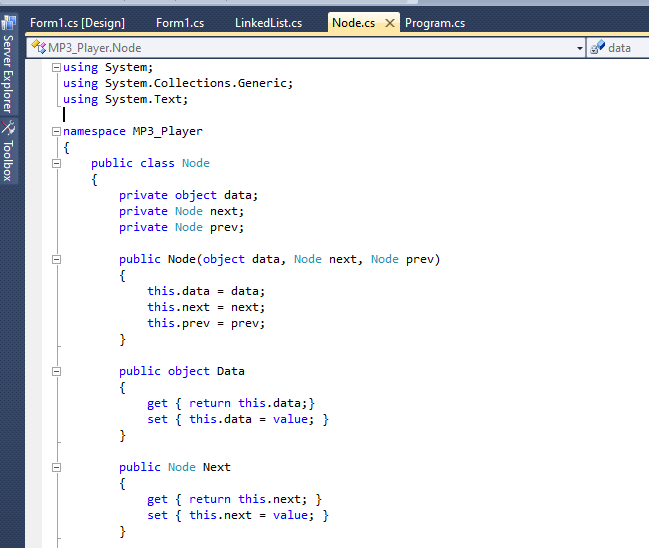 Form1.cs [Design] Form1.cs LinkedList.cs Node.cs Program.cs
MP3_Player.Node data
Server Explorer
Toolbox
using System;
using System.Collections.Generic;
using System.Text;
namespace MP3_Player
{
public class Node
{
private object data;
private Node next;
private Node prev;
public Node(object data, Node next, Node prev)
{
this.data = data;
this.next = next;
this.prev = prev;
}
public object Data
{
get { return this.data;}
set { this.data = value; }
}
public Node Next
{
get { return this.next; }
set { this.next = value; }
}